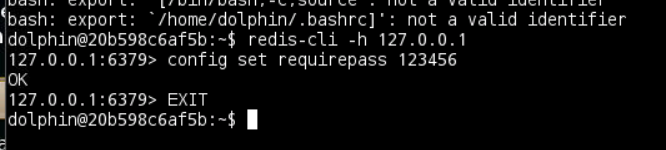 bash: export: `[/bin/bash,-c,source': not a valid identifier
bash: export: `/home/dolphin/.bashrc]': not a valid identifier
dolphin@20b598c6af5b:~$ redis-cli -h 127.0.0.1
127.0.0.1:6379> config set requirepass 123456
OK
127.0.0.1:6379> EXIT
dolphin@20b598c6af5b:~$